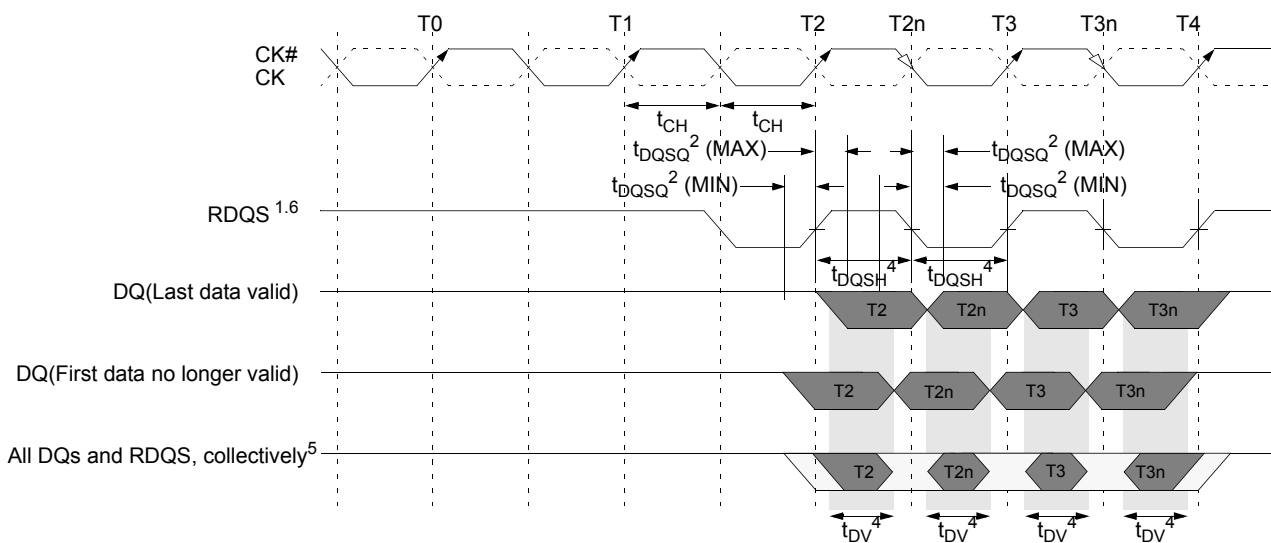 T0 T1 T2 T2n T3 T3n T4
CK#
CK
tCH tCH
tDQSQ² (MAX) tDQSQ² (MAX)
tDQSQ² (MIN) tDQSQ² (MIN)
RDQS 1.6
tDQSH⁴ tDQSH⁴
DQ(Last data valid)
T2 T2n T3 T3n
DQ(First data no longer valid)
T2 T2n T3 T3n
All DQs and RDQS, collectively⁵
T2 T2n T3 T3n
tDV⁴ tDV⁴ tDV⁴ tDV⁴